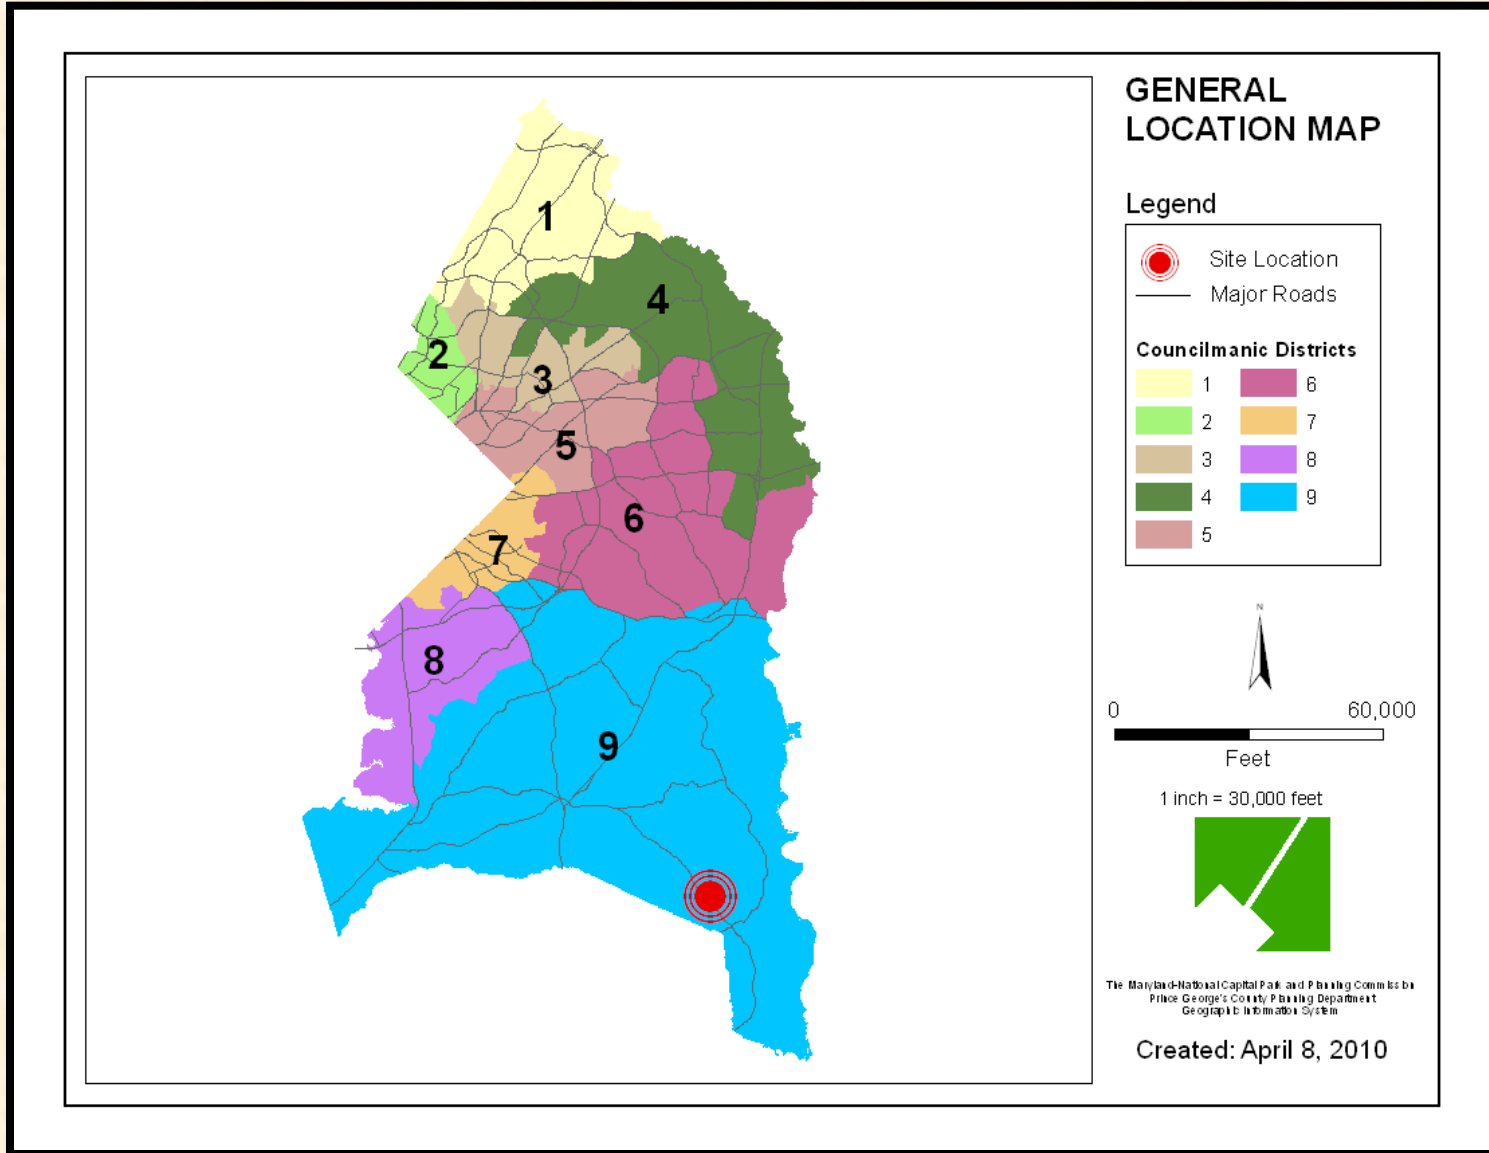 GENERAL
LOCATION MAP
Legend
Site Location
Major Roads
Councilmanic Districts
1 6
2 7
3 8
4 9
5
N
0 60,000
Feet
1 inch = 30,000 feet
The Maryland-National Capital Park and Planning Commission
Prince George's County Planning Department
Geographic Information System
Created: April 8, 2010
1
4
2
3
5
6
7
8
9